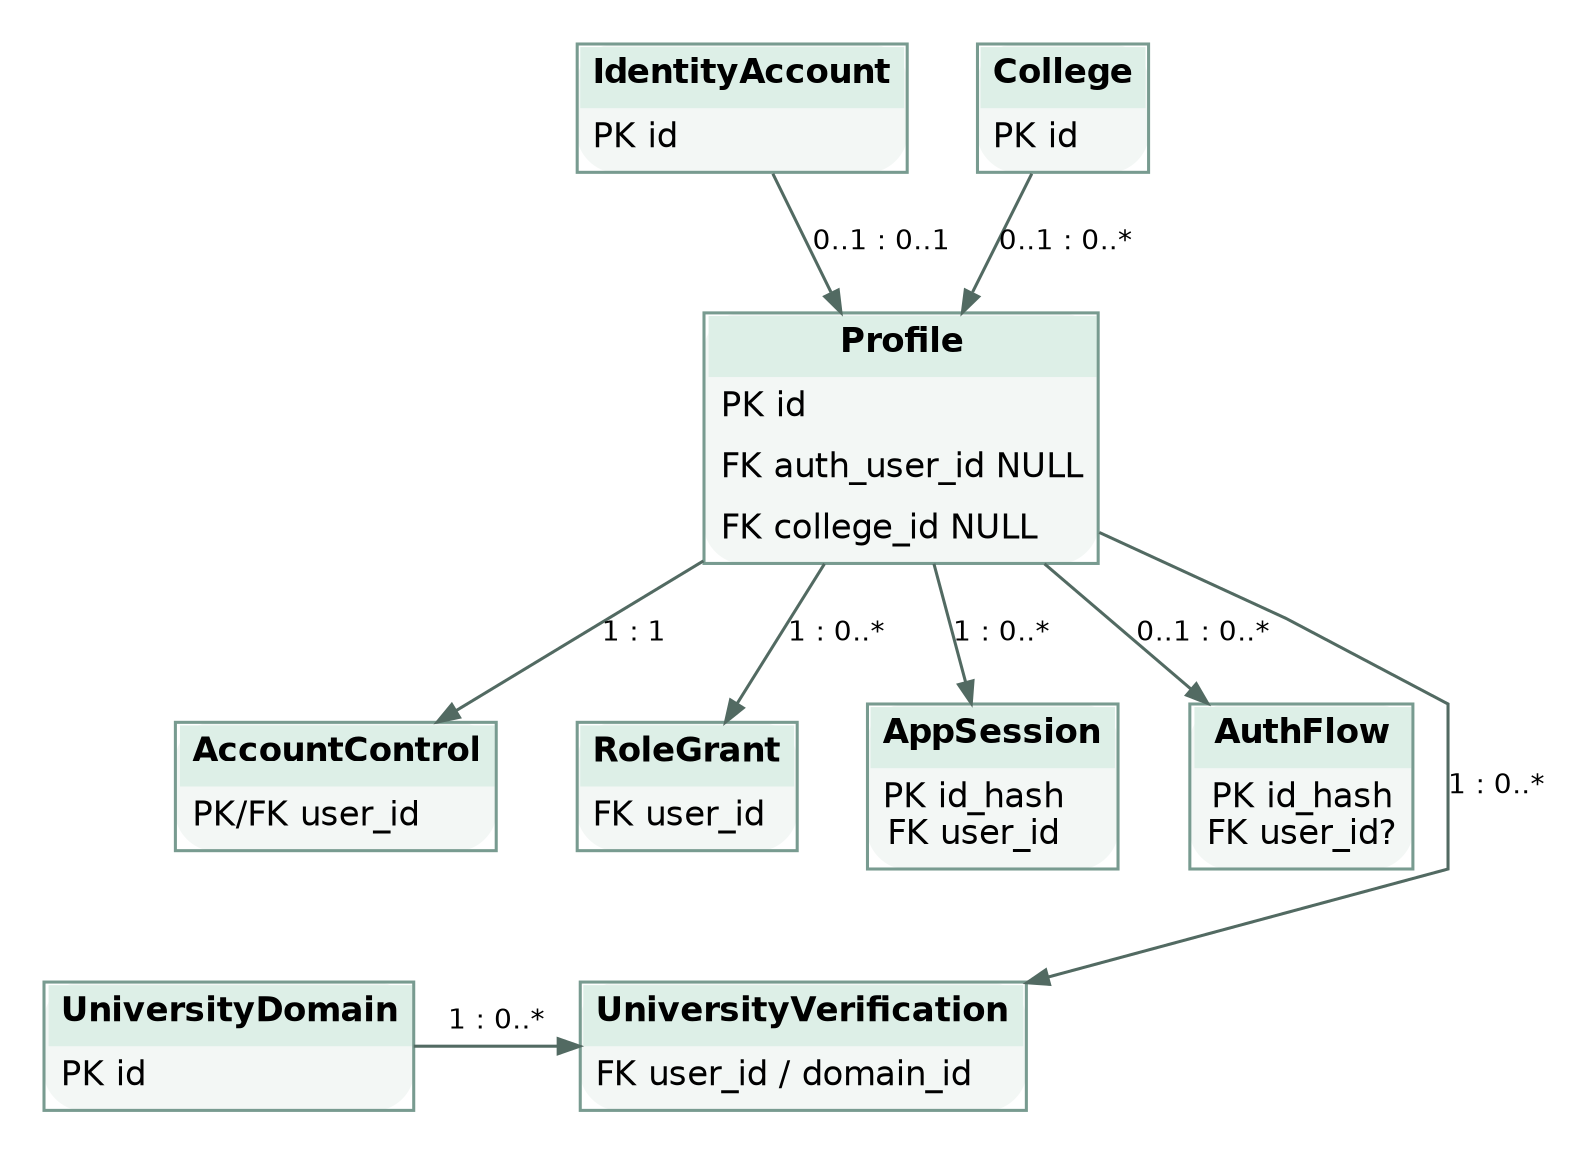 IdentityAccount
PK id
College
PK id
0..1 : 0..1
0..1 : 0..*
Profile
PK id
FK auth_user_id NULL
FK college_id NULL
1 : 1
1 : 0..*
1 : 0..*
0..1 : 0..*
1 : 0..*
AccountControl
PK/FK user_id
RoleGrant
FK user_id
AppSession
PK id_hash
FK user_id
AuthFlow
PK id_hash
FK user_id?
UniversityDomain
PK id
1 : 0..*
UniversityVerification
FK user_id / domain_id